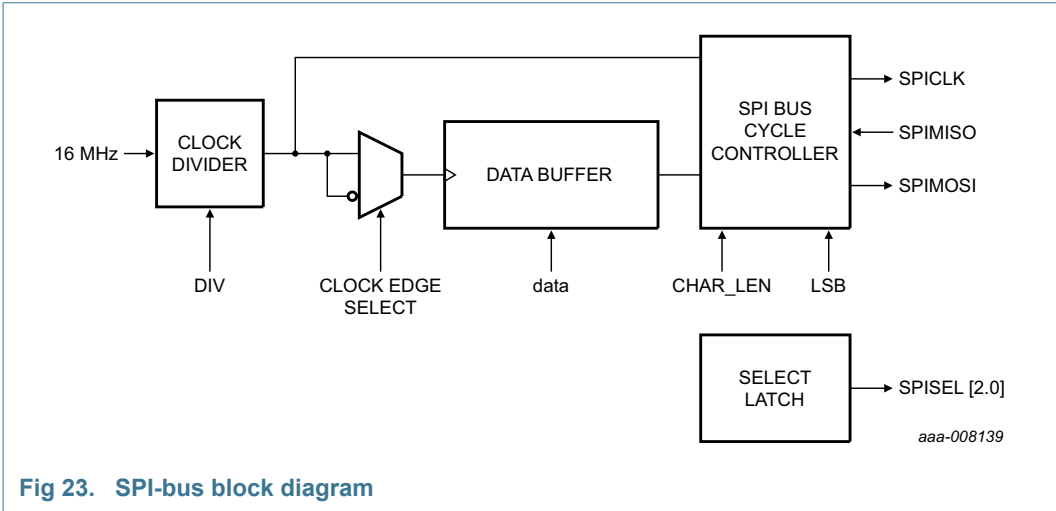 16 MHz
CLOCK
DIVIDER
DIV
CLOCK EDGE
SELECT
DATA BUFFER
data
SPI BUS
CYCLE
CONTROLLER
CHAR_LEN
LSB
SPICLK
SPIMISO
SPIMOSI
SELECT
LATCH
SPISEL [2.0]
aaa-008139
Fig 23. SPI-bus block diagram